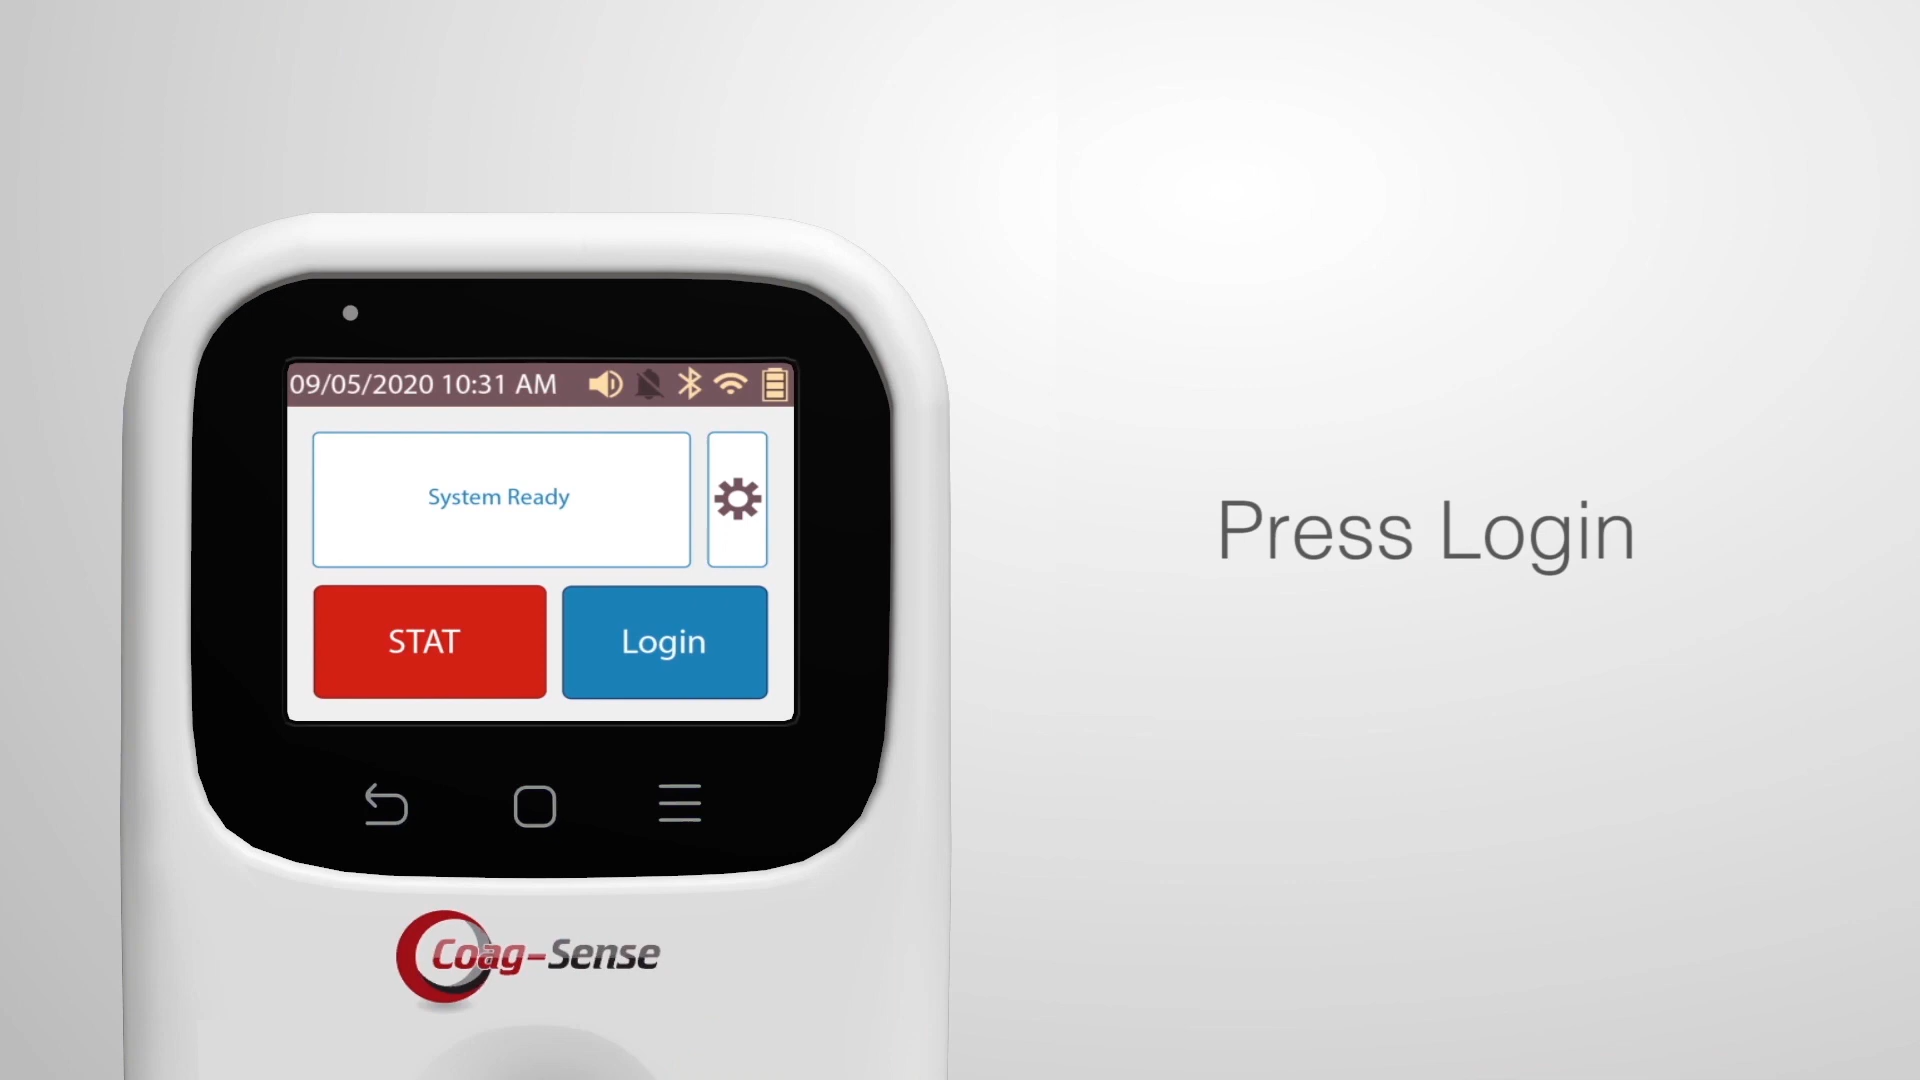 09/05/2020 10:31 AM
System Ready
STAT
Login
Coag-Sense
Press Login